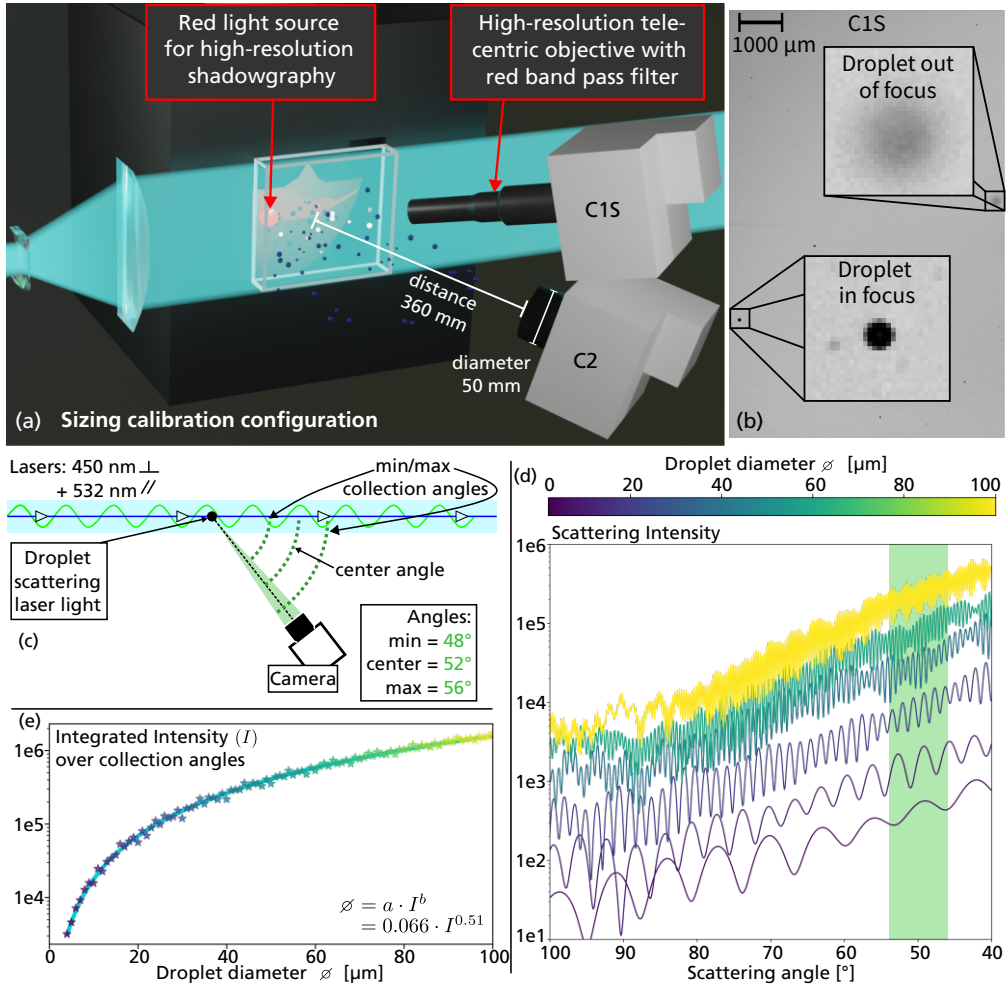 Red light source
for high-resolution
shadowgraphy
High-resolution tele-
centric objective with
red band pass filter
C1S
distance
360 mm
C2
diameter
50 mm
(a) Sizing calibration configuration
1000 µm
C1S
Droplet out
of focus
Droplet
in focus
(b)
Lasers: 450 nm ⊥
+ 532 nm //
min/max
collection angles
Droplet
scattering
laser light
center angle
(c)
Camera
Angles:
min = 48°
center = 52°
max = 56°
(d)
Droplet diameter ⌀ [µm]
0 20 40 60 80 100
Scattering Intensity
1e6
1e5
1e4
1e3
1e2
1e1
100 90 80 70 60 50 40
Scattering angle [°]
(e)
Integrated Intensity (I)
over collection angles
1e6
1e5
1e4
⌀ = a · I^b
= 0.066 · I^0.51
0 20 40 60 80 100
Droplet diameter ⌀ [µm]